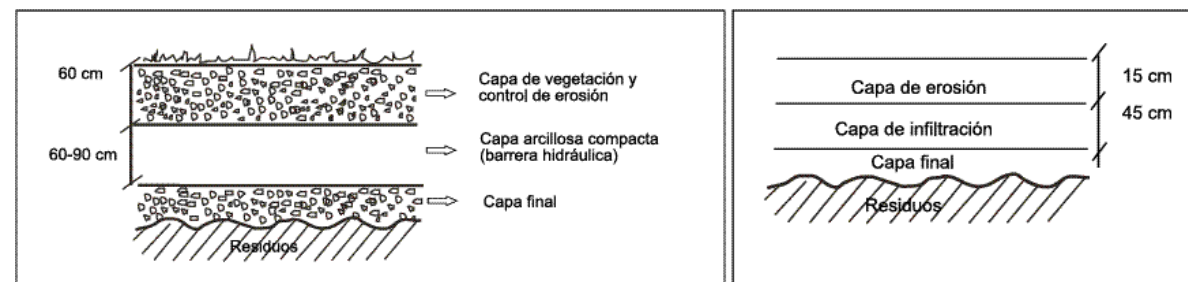 60 cm
Capa de vegetación y
control de erosión
60-90 cm
Capa arcillosa compacta
(barrera hidráulica)
Capa final
Residuos
Capa de erosión
15 cm
Capa de infiltración
45 cm
Capa final
Residuos